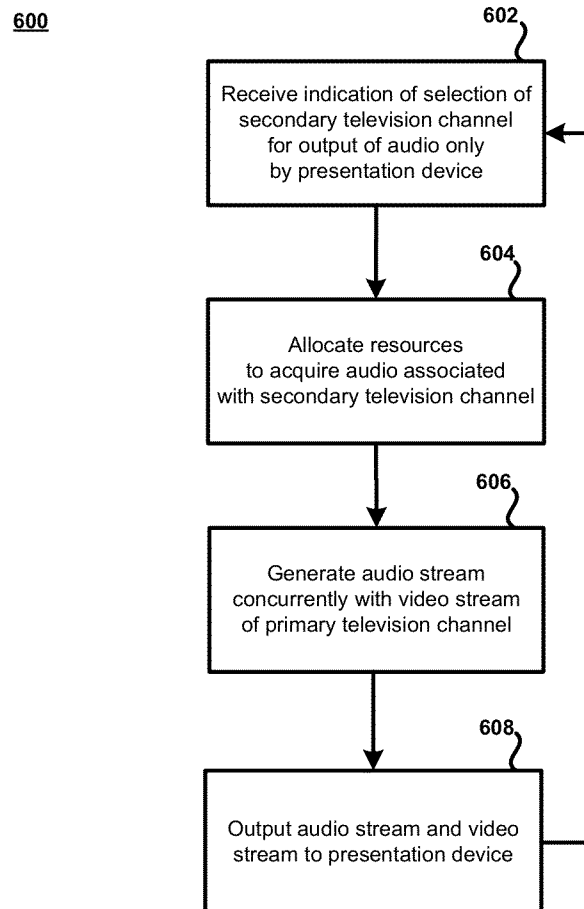 600
602
Receive indication of selection of
secondary television channel
for output of audio only
by presentation device
604
Allocate resources
to acquire audio associated
with secondary television channel
606
Generate audio stream
concurrently with video stream
of primary television channel
608
Output audio stream and video
stream to presentation device